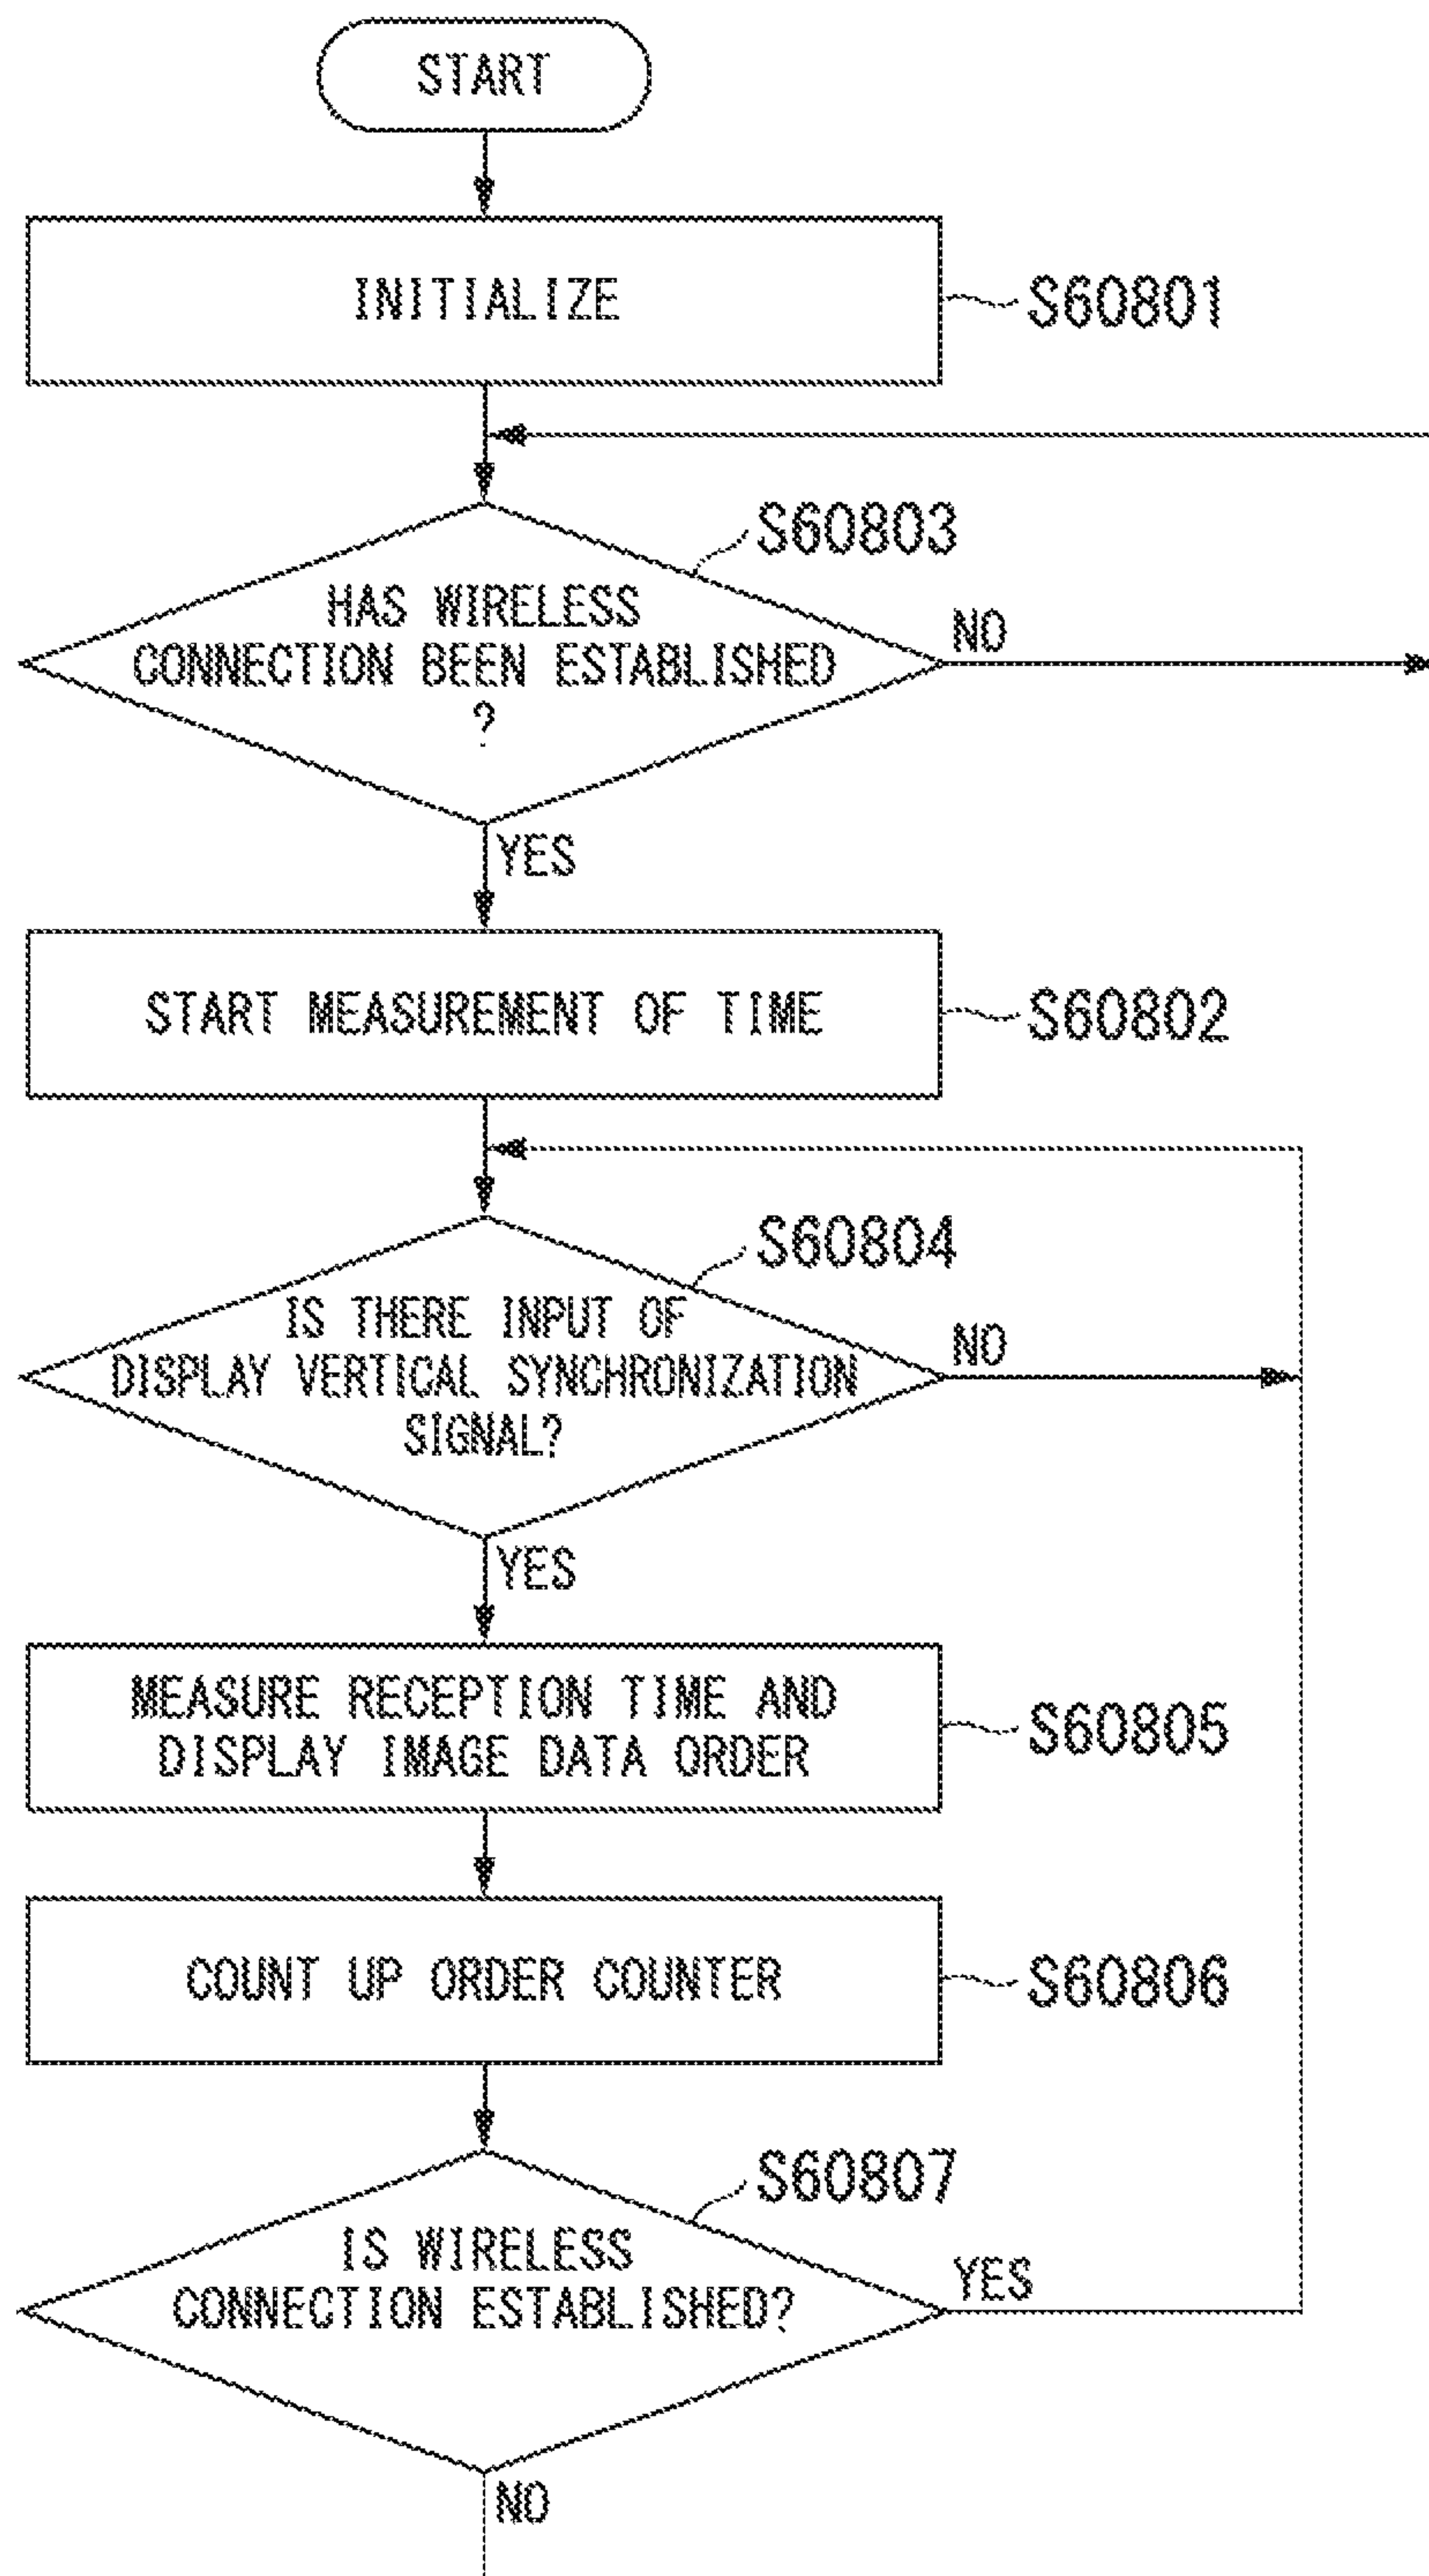 START
INITIALIZE
S60801
S60803
HAS WIRELESS
CONNECTION BEEN ESTABLISHED
?
NO
YES
START MEASUREMENT OF TIME
S60802
S60804
IS THERE INPUT OF
DISPLAY VERTICAL SYNCHRONIZATION
SIGNAL?
NO
YES
MEASURE RECEPTION TIME AND
DISPLAY IMAGE DATA ORDER
S60805
COUNT UP ORDER COUNTER
S60806
S60807
IS WIRELESS
CONNECTION ESTABLISHED?
YES
NO